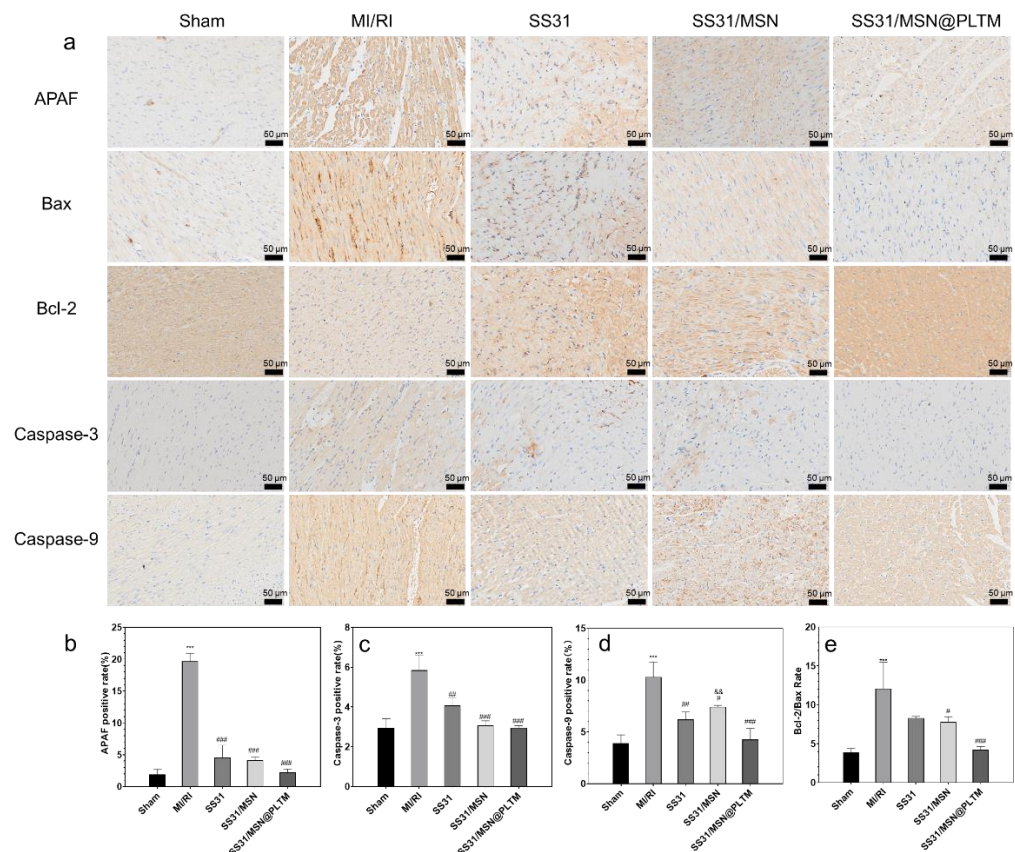 Sham MI/RI SS31 SS31/MSN SS31/MSN@PLTM
a
APAF
50 µm 50 µm 50 µm 50 µm 50 µm
Bax
50 µm 50 µm 50 µm 50 µm 50 µm
Bcl-2
50 µm 50 µm 50 µm 50 µm 50 µm
Caspase-3
50 µm 50 µm 50 µm 50 µm 50 µm
Caspase-9
50 µm 50 µm 50 µm 50 µm 50 µm
b
APAF positive rate(%)
25
20
15
10
5
0
***
###
###
###
Sham
MI/RI
SS31
SS31/MSN
SS31/MSN@PLTM
c
Caspase-3 positive rate(%)
8
6
4
2
0
***
##
###
###
Sham
MI/RI
SS31
SS31/MSN
SS31/MSN@PLTM
d
Caspase-9 positive rate(%)
15
10
5
0
***
##
&&
#
###
Sham
MI/RI
SS31
SS31/MSN
SS31/MSN@PLTM
e
Bcl-2/Bax Rate
20
15
10
5
0
***
#
###
Sham
MI/RI
SS31
SS31/MSN
SS31/MSN@PLTM